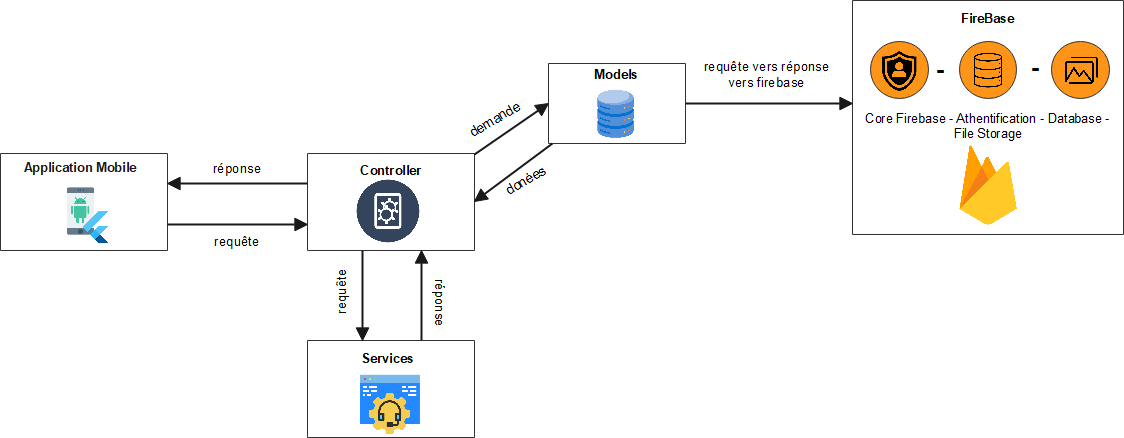 FireBase
Core Firebase - Athentification - Database -
File Storage
requête vers réponse
vers firebase
Models
demande
donées
Application Mobile
réponse
requête
Controller
requête
réponse
Services